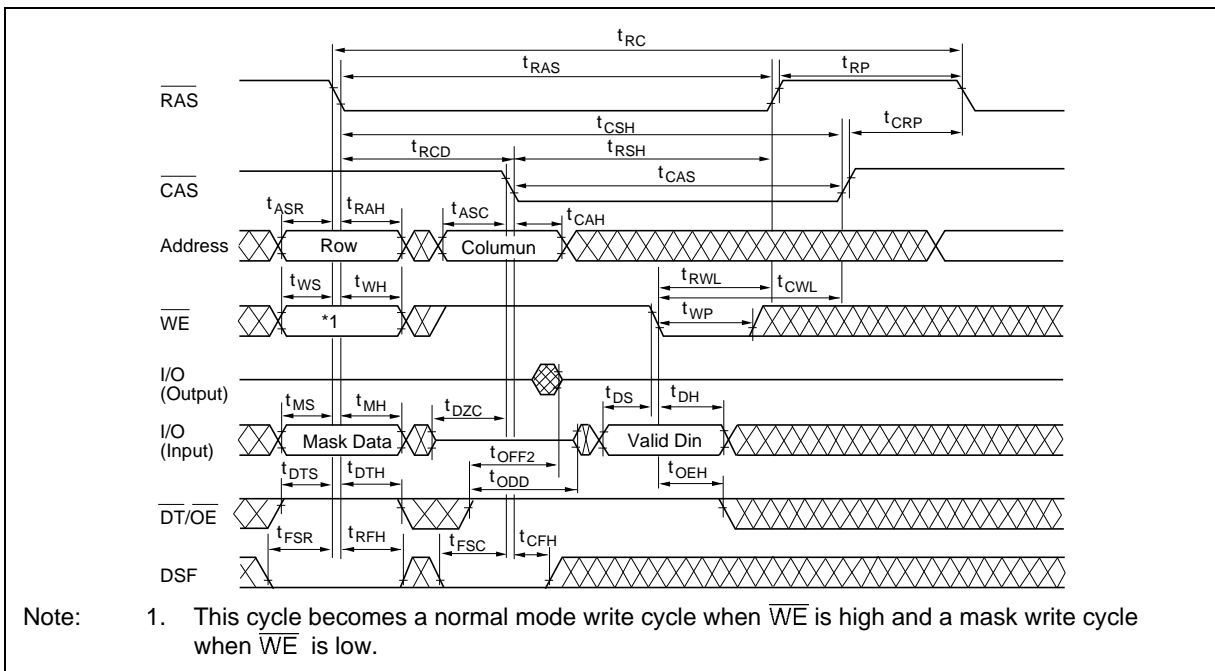 tRC
tRAS
tRP
RAS
tCSH
tCRP
tRCD
tRSH
CAS
tCAS
tASR
tRAH
tASC
tCAH
Address
Row
Columun
tRWL
tCWL
tWS
tWH
tWP
WE
*1
I/O
(Output)
tMS
tMH
tDZC
tDS
tDH
I/O
(Input)
Mask Data
Valid Din
tOFF2
tDTS
tDTH
tODD
tOEH
DT/OE
tFSR
tRFH
tFSC
tCFH
DSF
Note: 1. This cycle becomes a normal mode write cycle when WE is high and a mask write cycle
when WE is low.